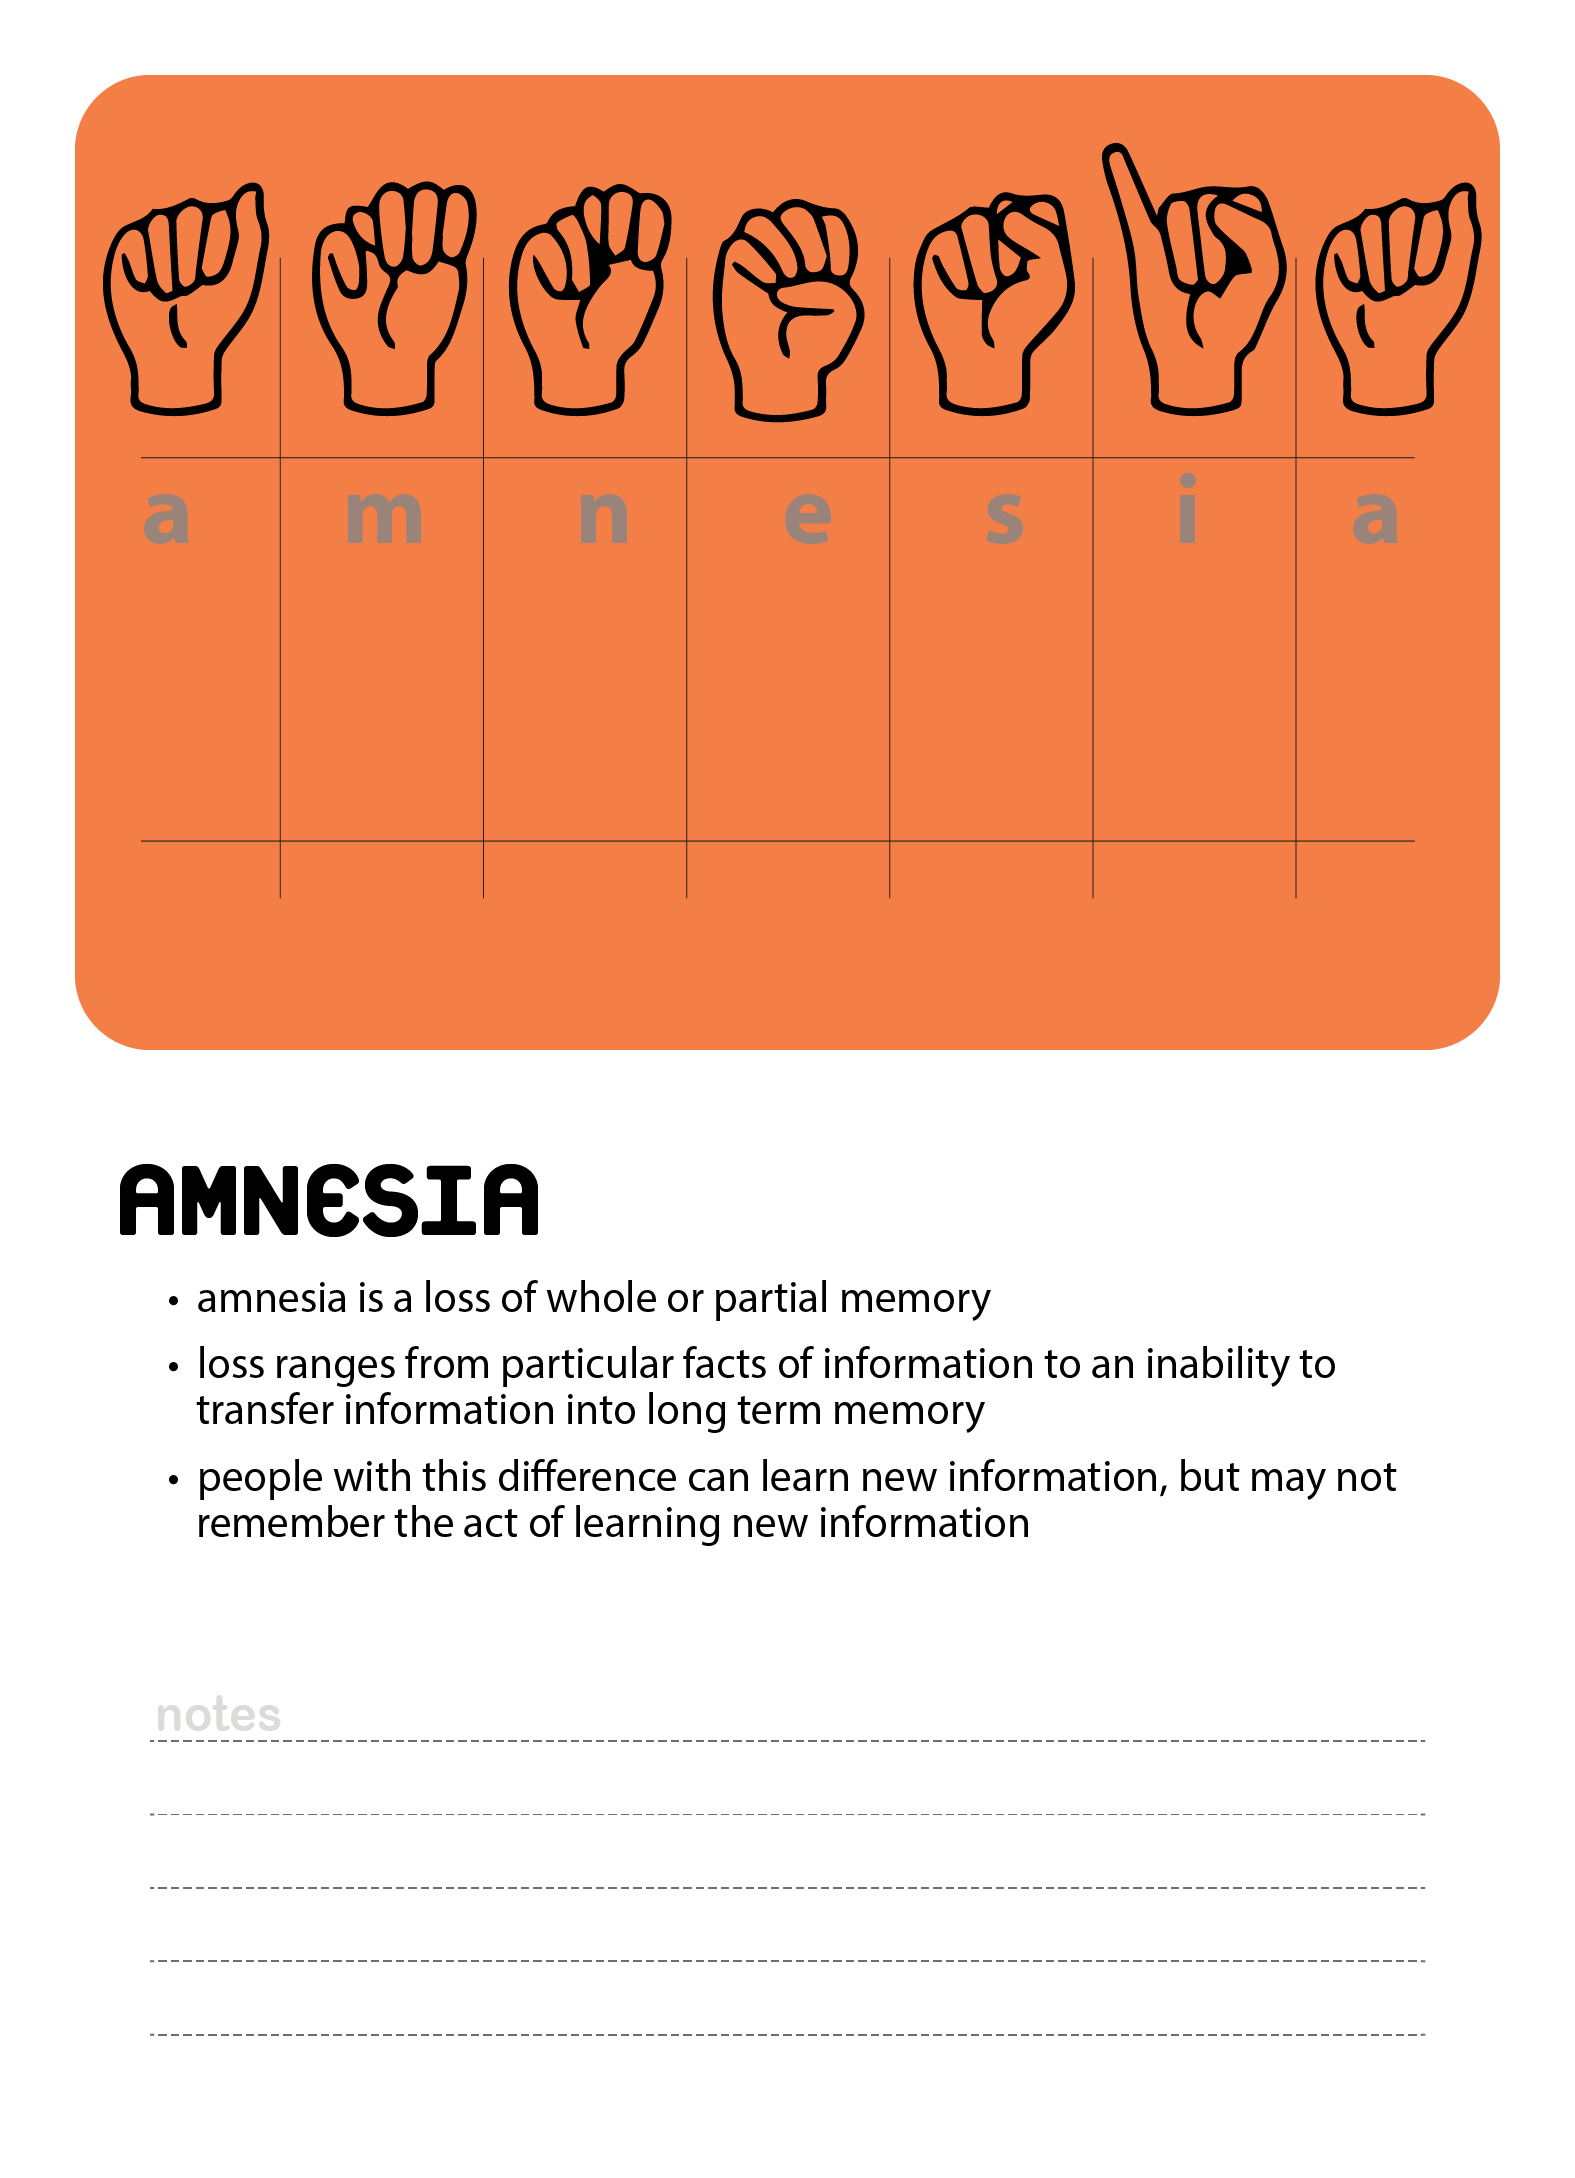 a m n e s i a
AMNESIA
• amnesia is a loss of whole or partial memory
• loss ranges from particular facts of information to an inability to
transfer information into long term memory
• people with this difference can learn new information, but may not
remember the act of learning new information
notes